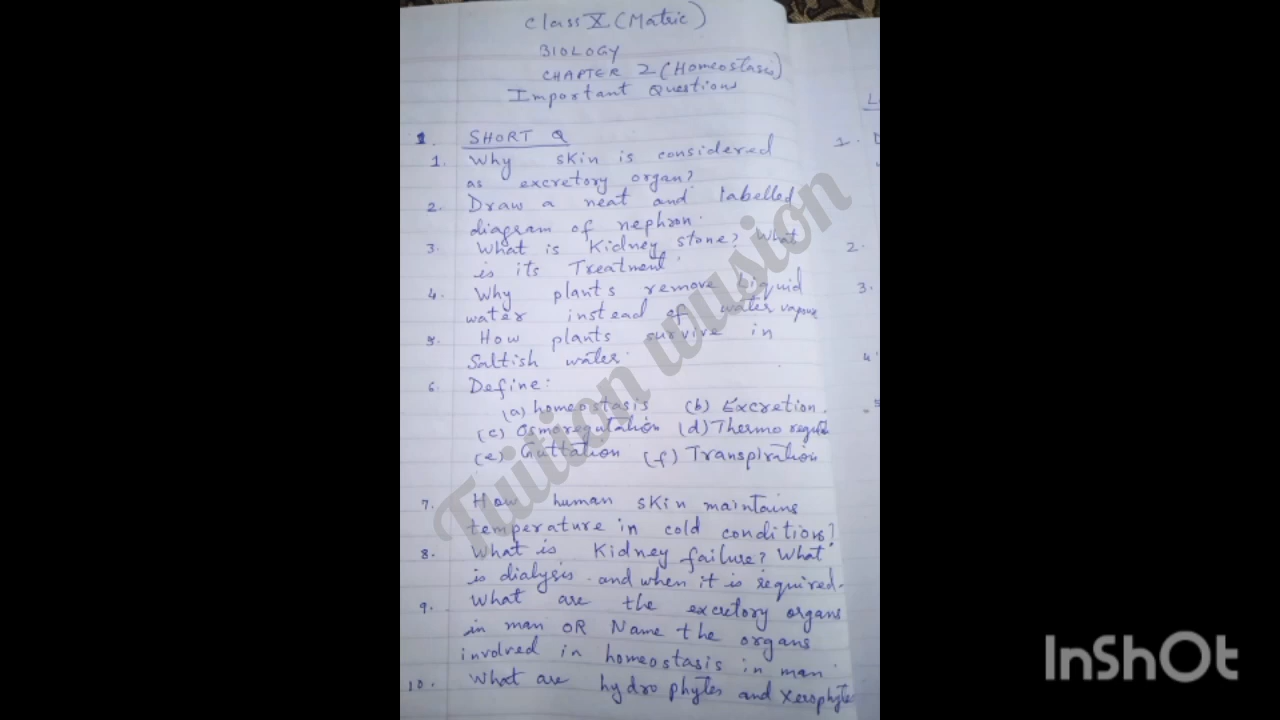 Class X (Matric)
BIOLOGY
CHAPTER 2 (Homeostasis)
Important Questions
1. SHORT Q
1. Why skin is considered
as excretory organ?
2. Draw a neat and labelled
diagram of nephron.
3. What is Kidney stone? What
is its Treatment.
4. Why plants remove Liquid
water instead of water vapour
5. How plants survive in
Saltish water.
6. Define:
(a) homeostasis (b) Excretion.
(c) Osmoregulation (d) Thermo
(e) Guttation (f) Transpiration
7. How human skin maintains
temperature in cold conditions?
8. What is Kidney failure? What
is dialysis and when it is required.
9. What are the excretory organs
in man OR Name the organs
involved in homeostasis in man
10. What are hydrophytes and Xerophytes
L
1.
2.
3.
4.
Tuition wusion
InShOt